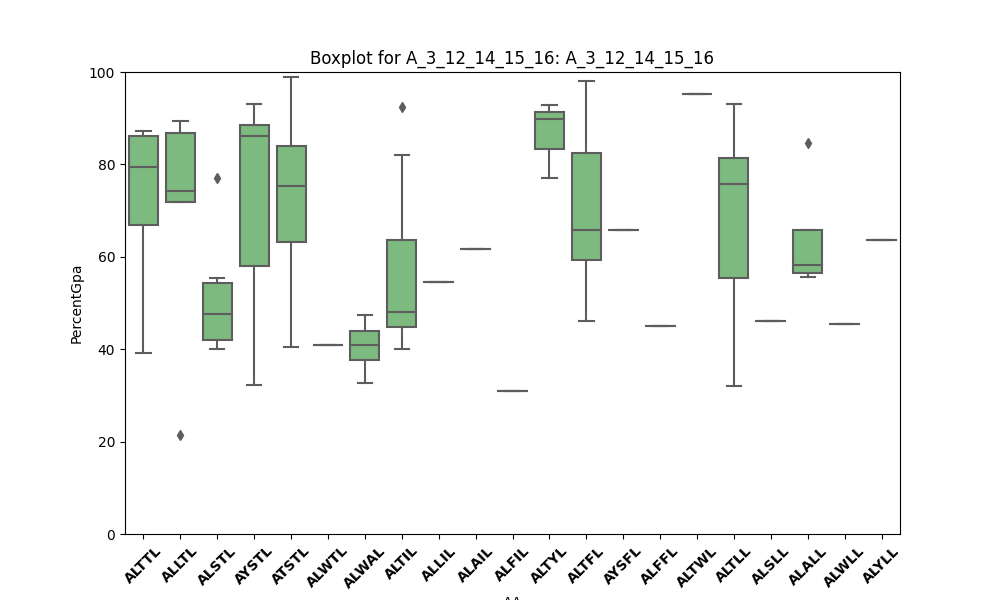 Boxplot for A_3_12_14_15_16: A_3_12_14_15_16
100
80
60
40
20
0
PercentGpa
ALTTL
ALLTL
ALSTL
AYSTL
ATSTL
ALWTL
ALWAL
ALTIL
ALLIL
ALAIL
ALFIL
ALTYL
ALTFL
AYSFL
ALFFL
ALTWL
ALTLL
ALSLL
ALALL
ALWLL
ALYLL